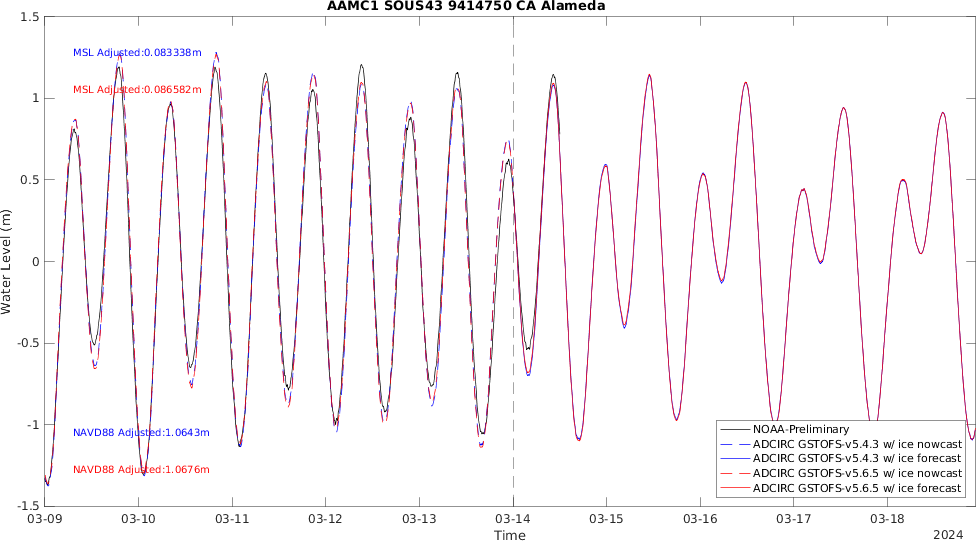 AAMC1 SOUS43 9414750 CA Alameda
1.5
MSL Adjusted:0.083338m
1
MSL Adjusted:0.086582m
0.5
0
Water Level (m)
-0.5
-1
NAVD88 Adjusted:1.0643m
NAVD88 Adjusted:1.0676m
-1.5
NOAA-Preliminary
ADCIRC GSTOFS-v5.4.3 w/ ice nowcast
ADCIRC GSTOFS-v5.4.3 w/ ice forecast
ADCIRC GSTOFS-v5.6.5 w/ ice nowcast
ADCIRC GSTOFS-v5.6.5 w/ ice forecast
03-09 03-10 03-11 03-12 03-13 03-14 03-15 03-16 03-17 03-18
Time
2024